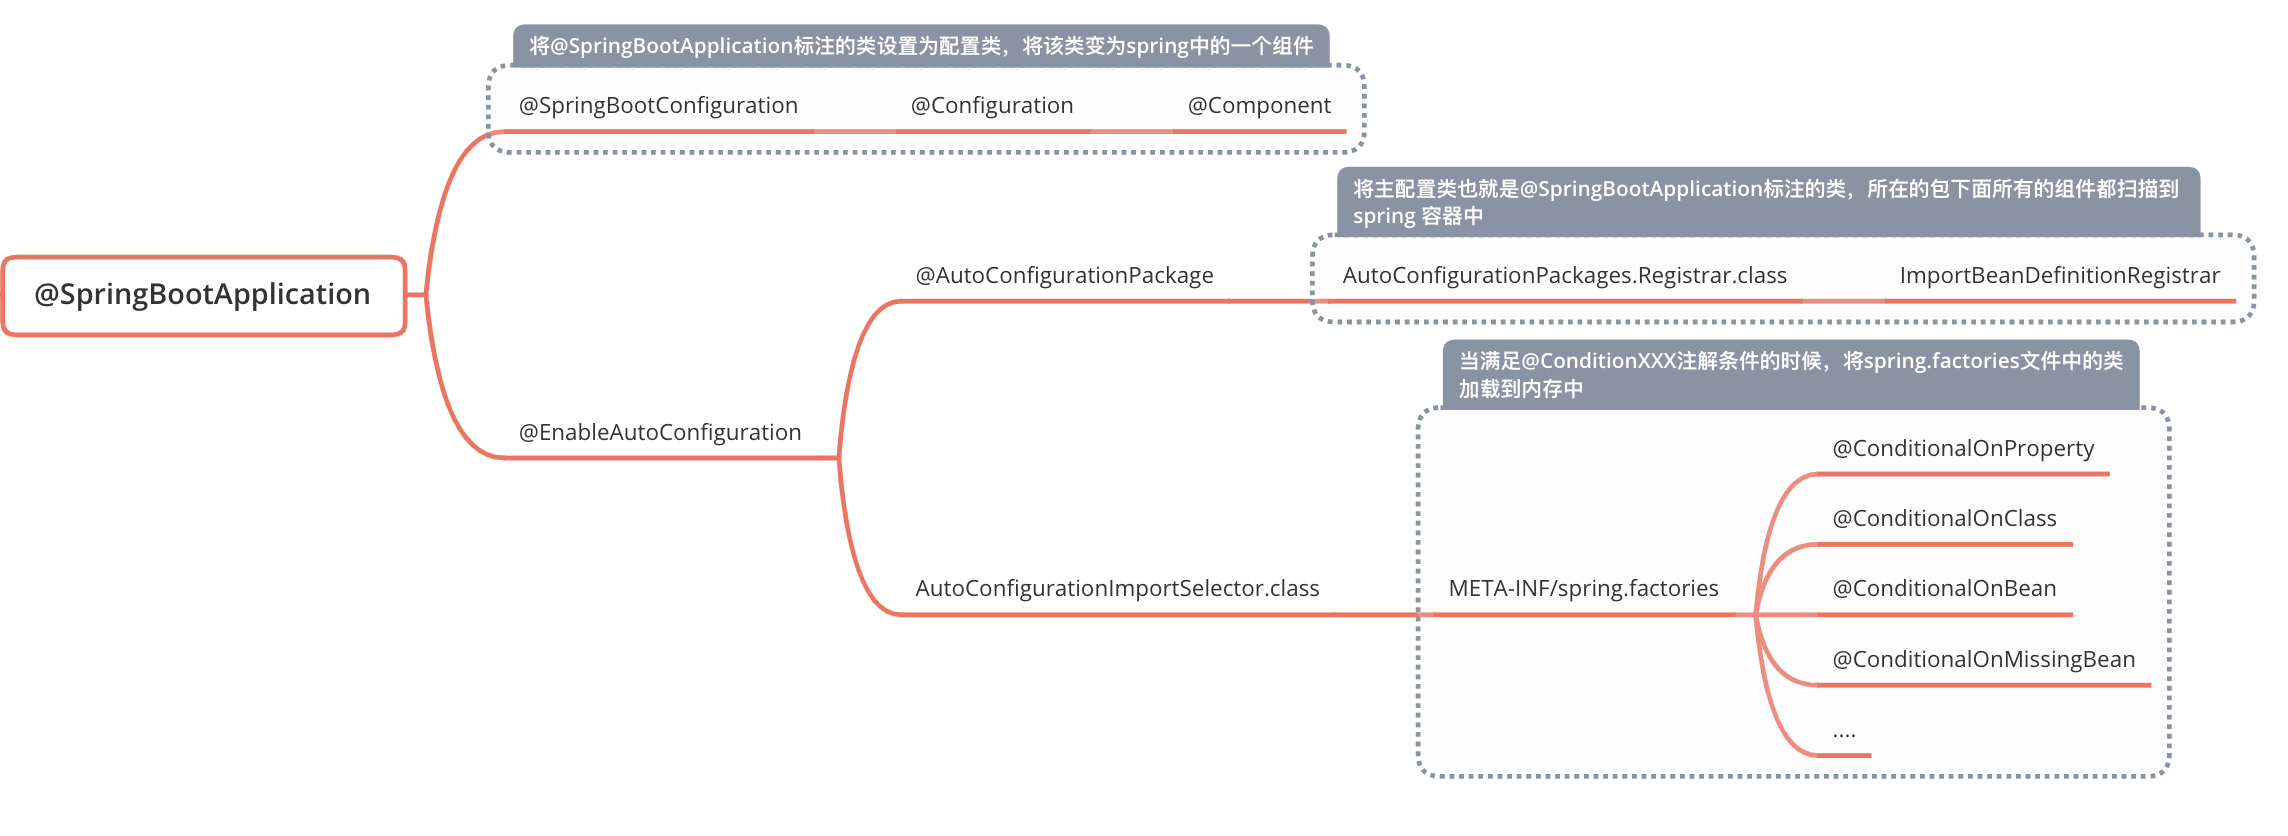 将@SpringBootApplication标注的类设置为配置类，将该类变为spring中的一个组件
@SpringBootConfiguration
@Configuration
@Component
将主配置类也就是@SpringBootApplication标注的类，所在的包下面所有的组件都扫描到
spring 容器中
@AutoConfigurationPackage
AutoConfigurationPackages.Registrar.class
ImportBeanDefinitionRegistrar
@SpringBootApplication
当满足@ConditionXXX注解条件的时候，将spring.factories文件中的类
加载到内存中
@EnableAutoConfiguration
@ConditionalOnProperty
@ConditionalOnClass
AutoConfigurationImportSelector.class
META-INF/spring.factories
@ConditionalOnBean
@ConditionalOnMissingBean
....